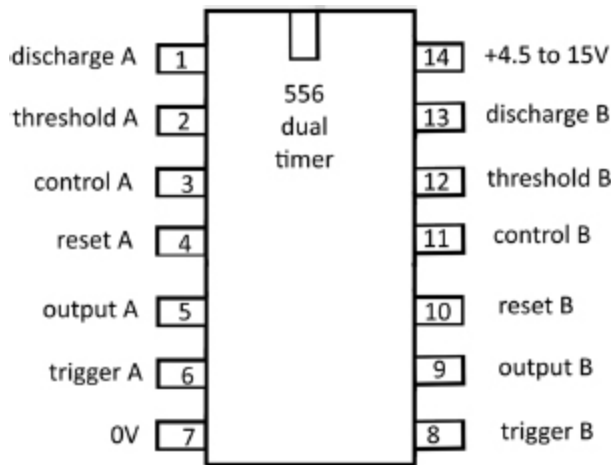 discharge A 1
threshold A 2
control A 3
reset A 4
output A 5
trigger A 6
0V 7
556
dual
timer
14 +4.5 to 15V
13 discharge B
12 threshold B
11 control B
10 reset B
9 output B
8 trigger B